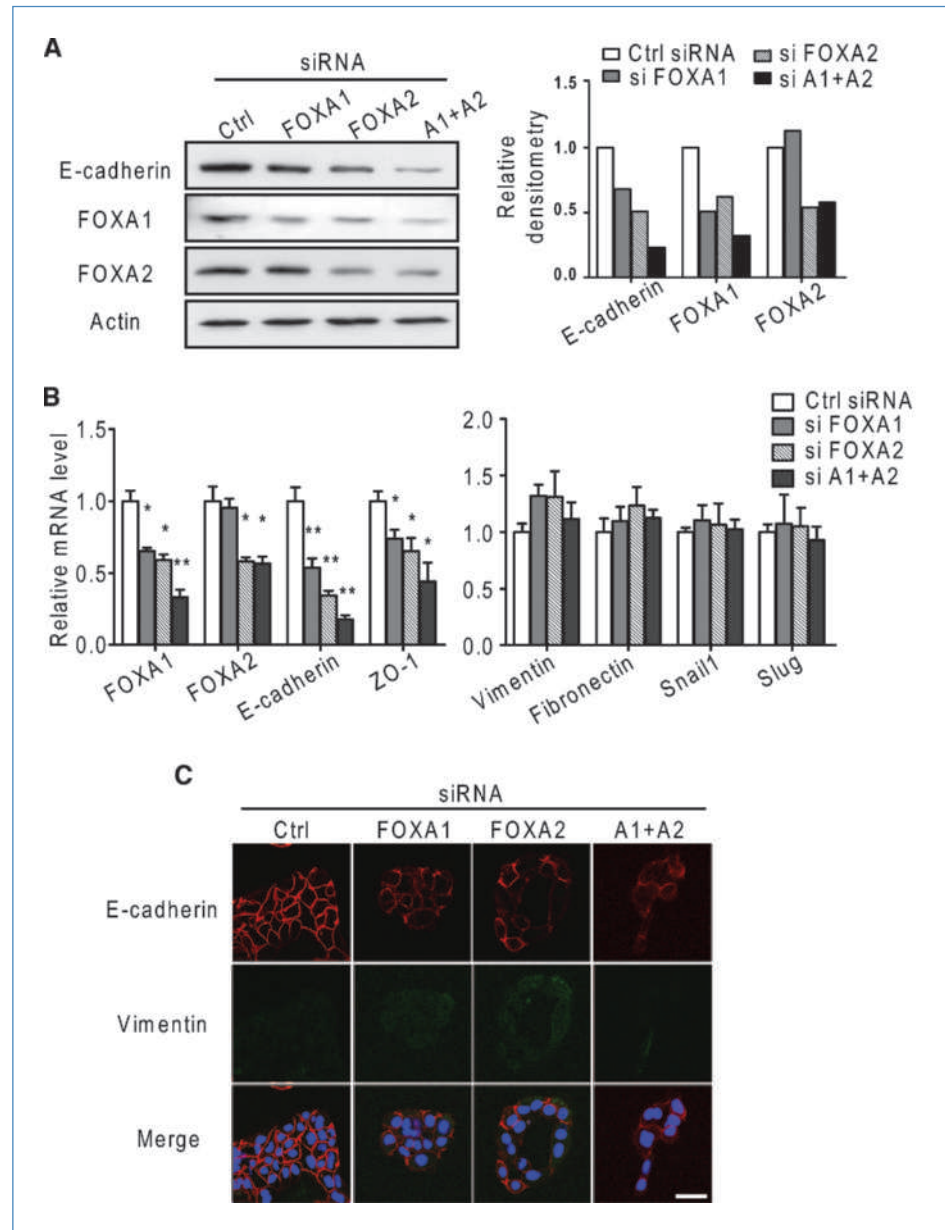 A
siRNA
Ctrl FOXA1 FOXA2 A1+A2
E-cadherin
FOXA1
FOXA2
Actin
Ctrl siRNA
si FOXA1
si FOXA2
si A1+A2
Relative densitometry
1.5
1.0
0.5
0.0
E-cadherin FOXA1 FOXA2
B
Relative mRNA level
1.5
1.0
0.5
0.0
* * **
* *
** ** **
* * *
FOXA1 FOXA2 E-cadherin ZO-1
2.0
1.5
1.0
0.5
0.0
Ctrl siRNA
si FOXA1
si FOXA2
si A1+A2
Vimentin Fibronectin Snail1 Slug
C
siRNA
Ctrl FOXA1 FOXA2 A1+A2
E-cadherin
Vimentin
Merge